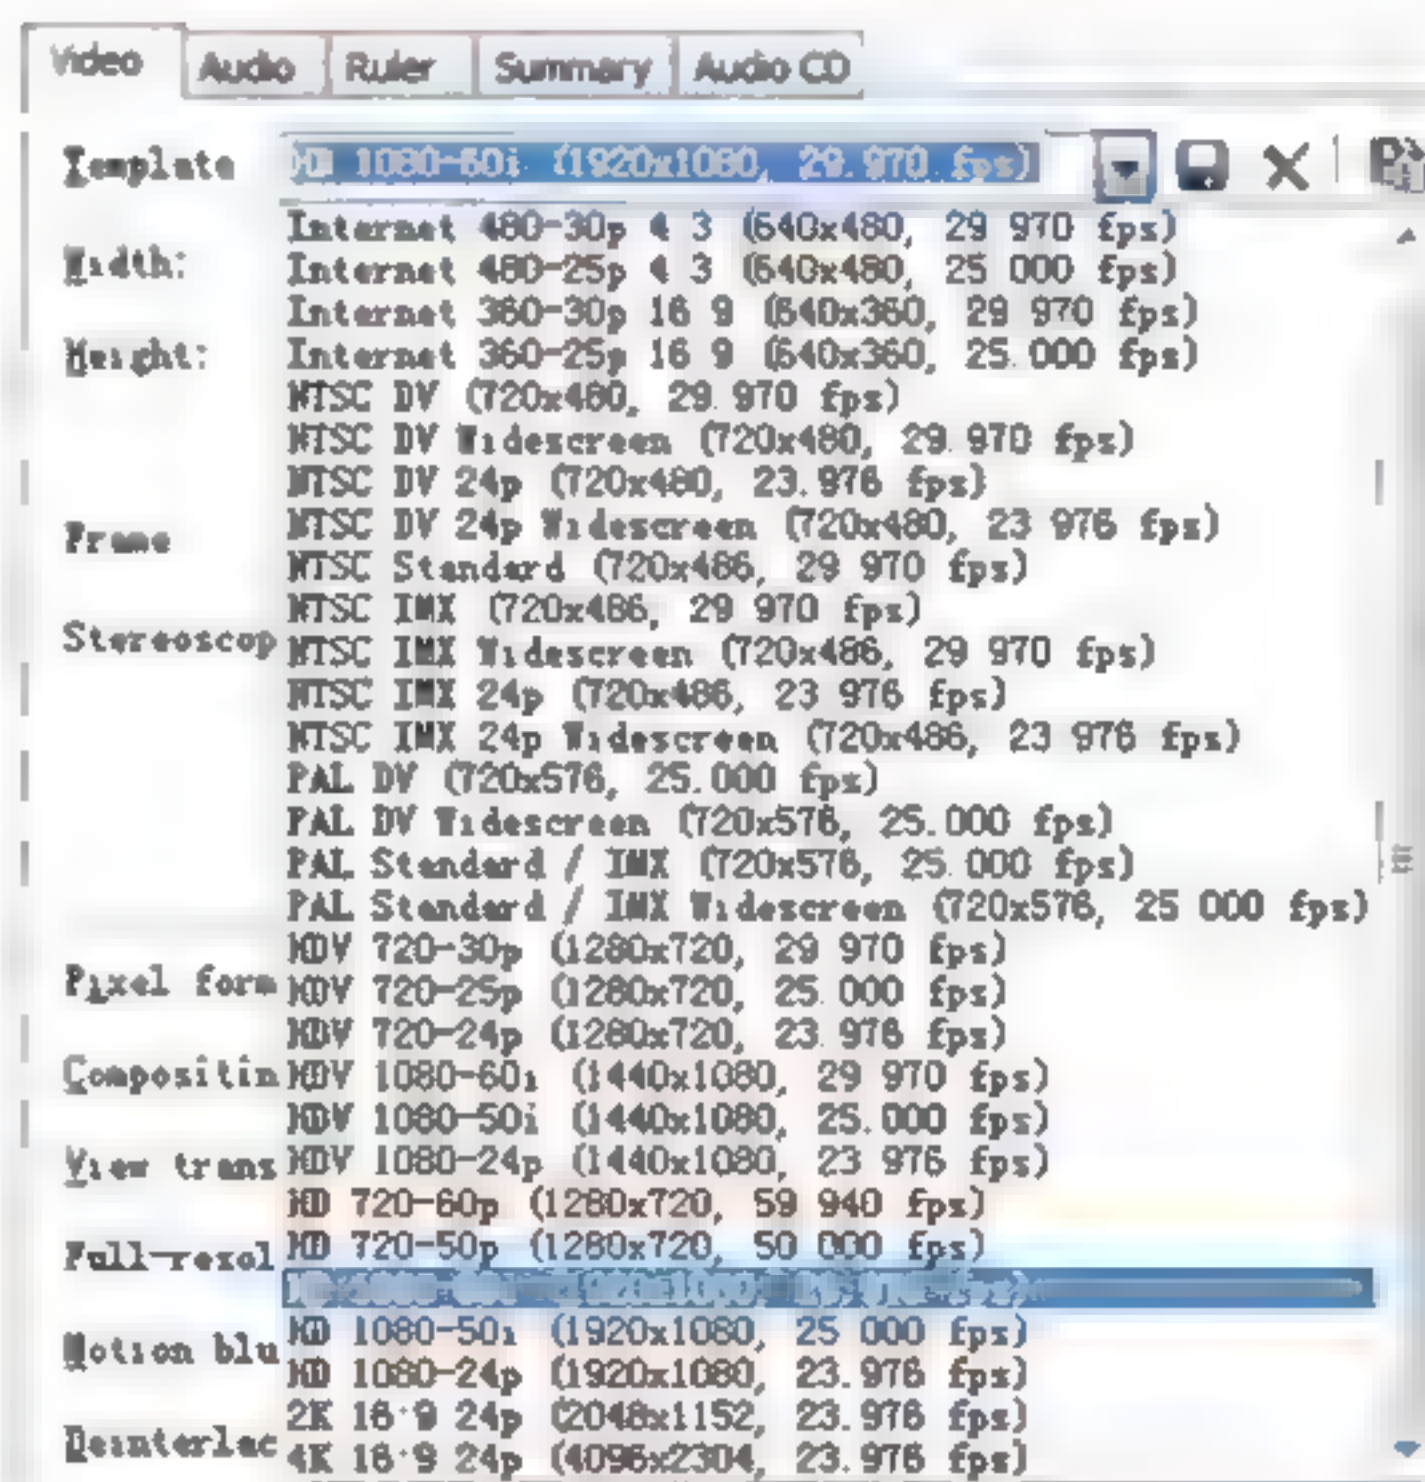 Video Audio Ruler Summary Audio CD
Template HD 1080-60i (1920x1080, 29.970 fps)
Internet 480-30p 4 3 (640x480, 29 970 fps)
Width:
Internet 480-25p 4 3 (640x480, 25 000 fps)
Internet 360-30p 16 9 (640x360, 29 970 fps)
Height:
Internet 360-25p 16 9 (640x360, 25.000 fps)
NTSC DV (720x480, 29.970 fps)
NTSC DV Widescreen (720x480, 29.970 fps)
NTSC DV 24p (720x480, 23.976 fps)
NTSC DV 24p Widescreen (720x480, 23 976 fps)
Frame
NTSC Standard (720x486, 29 970 fps)
NTSC IMX (720x486, 29 970 fps)
Stereoscop
NTSC IMX Widescreen (720x486, 29 970 fps)
NTSC IMX 24p (720x486, 23 976 fps)
NTSC IMX 24p Widescreen (720x486, 23 976 fps)
PAL DV (720x576, 25.000 fps)
PAL DV Widescreen (720x576, 25.000 fps)
PAL Standard / IMX (720x576, 25.000 fps)
PAL Standard / IMX Widescreen (720x576, 25 000 fps)
HDV 720-30p (1280x720, 29 970 fps)
Pixel form
HDV 720-25p (1280x720, 25.000 fps)
HDV 720-24p (1280x720, 23.976 fps)
Compositin
HDV 1080-60i (1440x1080, 29 970 fps)
HDV 1080-50i (1440x1080, 25.000 fps)
View trans
HDV 1080-24p (1440x1080, 23 976 fps)
HD 720-60p (1280x720, 59 940 fps)
Full-resol
HD 720-50p (1280x720, 50 000 fps)
HD 1080-50i (1920x1080, 25 000 fps)
Motion blu
HD 1080-24p (1920x1080, 23.976 fps)
2K 16:9 24p (2048x1152, 23.976 fps)
Deinterlac
4K 16:9 24p (4096x2304, 23.976 fps)